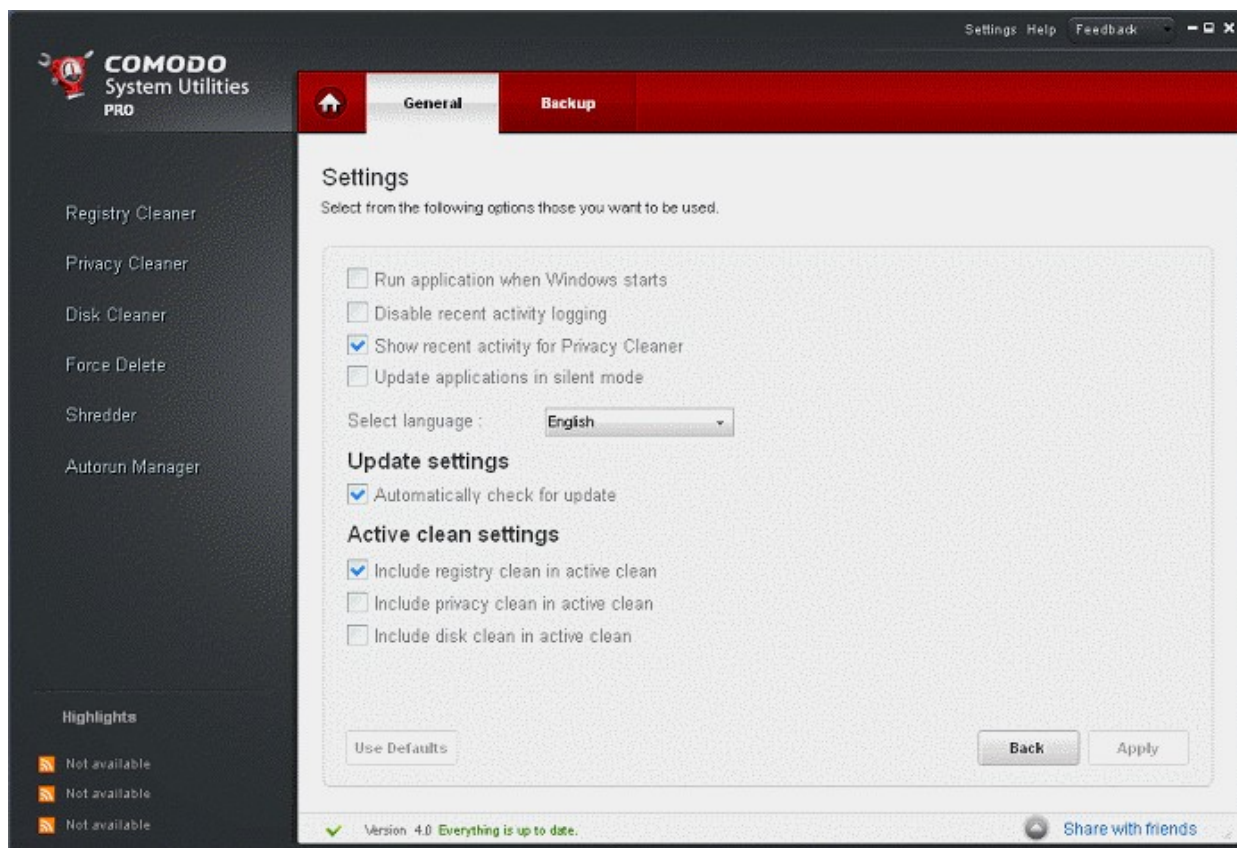 Settings Help Feedback
COMODO
System Utilities
PRO
General Backup
Registry Cleaner
Privacy Cleaner
Disk Cleaner
Force Delete
Shredder
Autorun Manager
Highlights
Not available
Not available
Not available
Settings
Select from the following options those you want to be used.
Run application when Windows starts
Disable recent activity logging
Show recent activity for Privacy Cleaner
Update applications in silent mode
Select language : English
Update settings
Automatically check for update
Active clean settings
Include registry clean in active clean
Include privacy clean in active clean
Include disk clean in active clean
Use Defaults Back Apply
Version 4.0 Everything is up to date. Share with friends